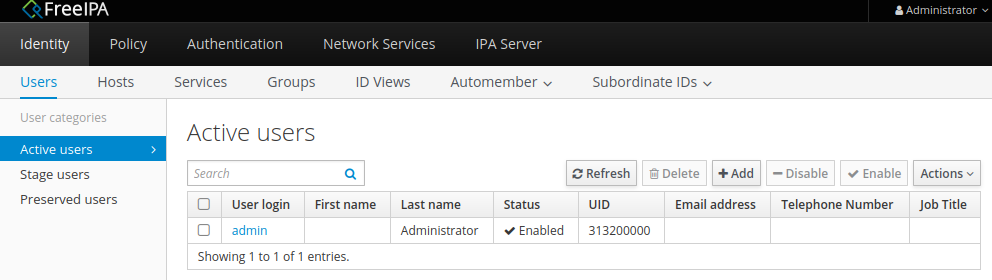 FreeIPA Administrator
Identity Policy Authentication Network Services IPA Server
Users Hosts Services Groups ID Views Automember Subordinate IDs
User categories
Active users
Stage users
Preserved users
Active users
Search Refresh Delete Add Disable Enable Actions
User login First name Last name Status UID Email address Telephone Number Job Title
admin Administrator Enabled 313200000
Showing 1 to 1 of 1 entries.